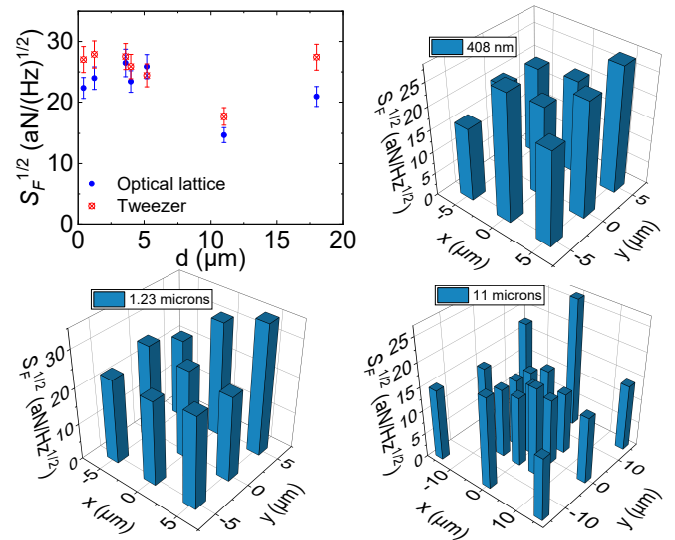 30
20
10
0
S_F^1/2 (aN/(Hz)^1/2)
Optical lattice
Tweezer
0 5 10 15 20
d (µm)
408 nm
25
20
15
10
5
0
S_F^1/2 (aN/Hz^1/2)
-5 0 5
x (µm)
-5 0 5
y (µm)
1.23 microns
30
20
10
0
S_F^1/2 (aN/Hz^1/2)
-5 0 5
x (µm)
-5 0 5
y (µm)
11 microns
25
20
15
10
5
0
S_F^1/2 (aN/Hz^1/2)
-10 0 10
x (µm)
-10 0 10
y (µm)